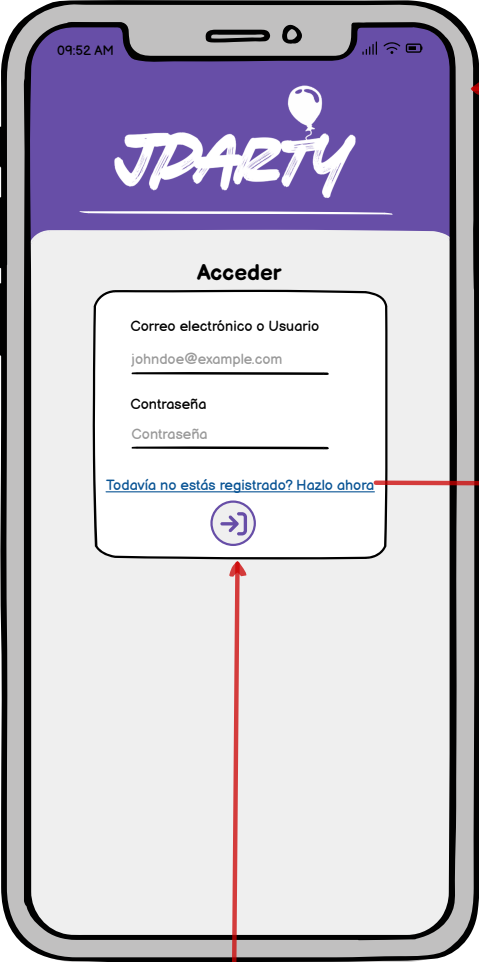 09:52 AM
JPARTY
Acceder
Correo electrónico o Usuario
johndoe@example.com
Contraseña
Contraseña
Todavía no estás registrado? Hazlo ahora